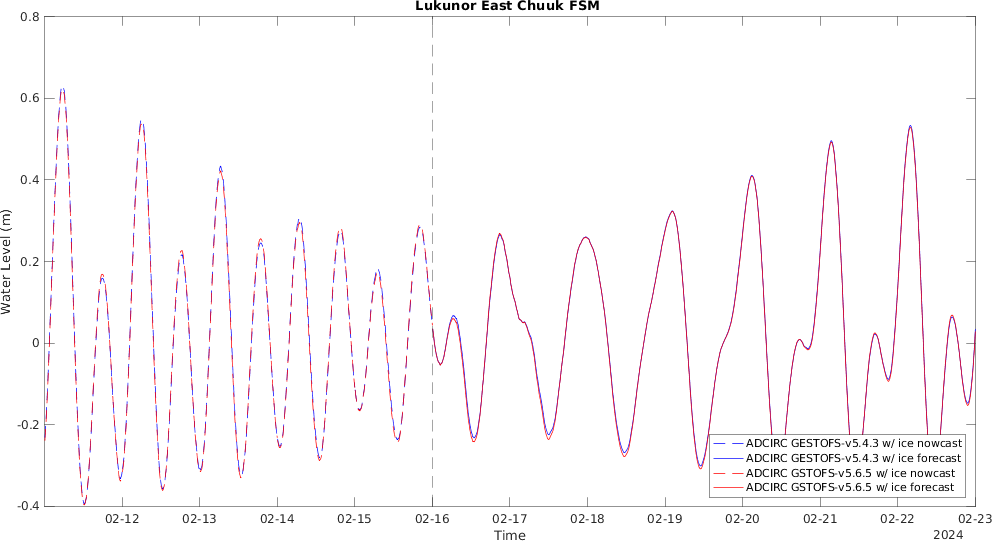 Lukunor East Chuuk FSM
Water Level (m)
0.8
0.6
0.4
0.2
0
-0.2
-0.4
ADCIRC GESTOFS-v5.4.3 w/ ice nowcast
ADCIRC GESTOFS-v5.4.3 w/ ice forecast
ADCIRC GSTOFS-v5.6.5 w/ ice nowcast
ADCIRC GSTOFS-v5.6.5 w/ ice forecast
02-12 02-13 02-14 02-15 02-16 02-17 02-18 02-19 02-20 02-21 02-22 02-23
Time
2024